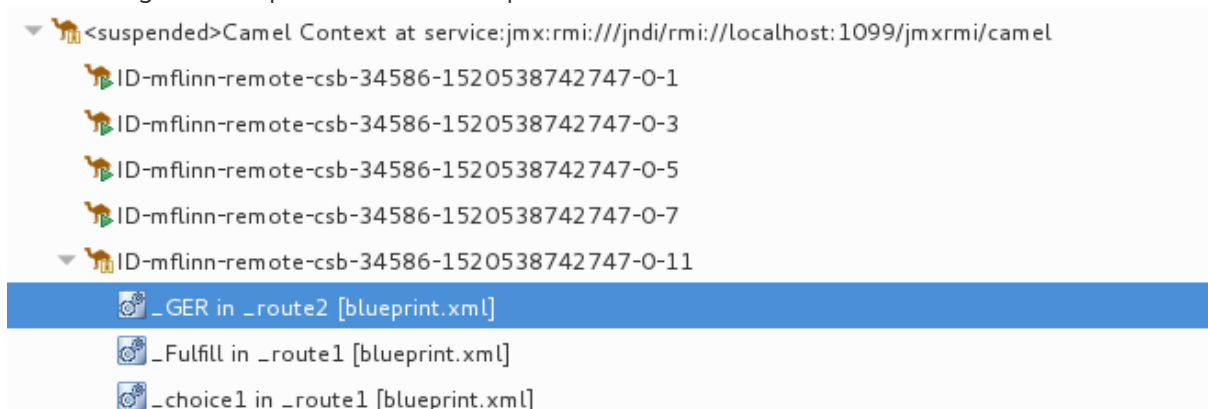 <suspended>Camel Context at service:jmx:rmi:///jndi/rmi://localhost:1099/jmxrmi/camel
ID-mflinn-remote-csb-34586-1520538742747-0-1
ID-mflinn-remote-csb-34586-1520538742747-0-3
ID-mflinn-remote-csb-34586-1520538742747-0-5
ID-mflinn-remote-csb-34586-1520538742747-0-7
ID-mflinn-remote-csb-34586-1520538742747-0-11
_GER in _route2 [blueprint.xml]
_Fulfill in _route1 [blueprint.xml]
_choice1 in _route1 [blueprint.xml]